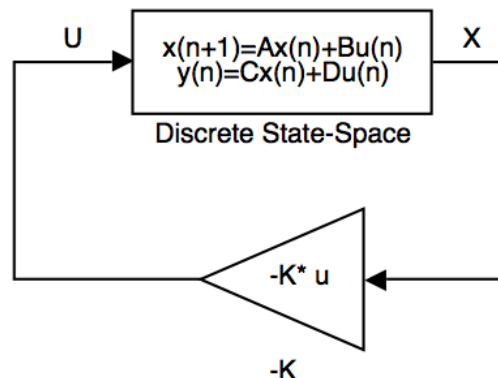 U
X
x(n+1)=Ax(n)+Bu(n)
y(n)=Cx(n)+Du(n)
Discrete State-Space
-K* u
-K